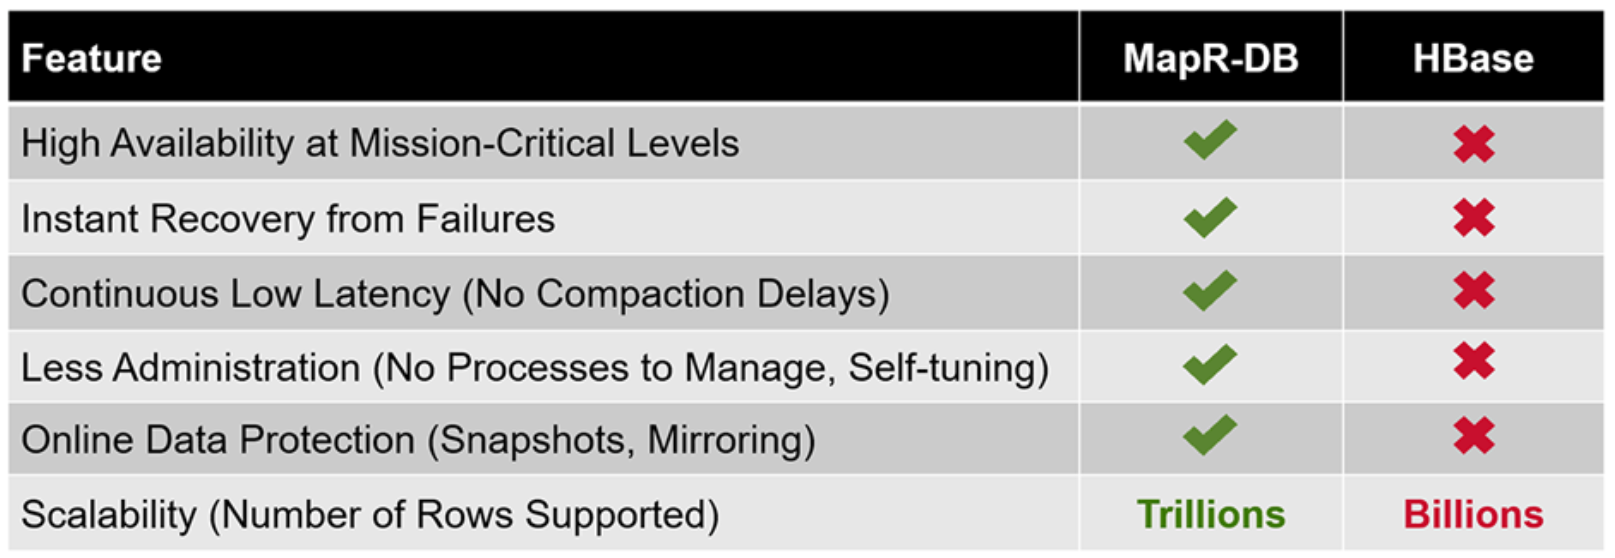 Feature MapR-DB HBase
High Availability at Mission-Critical Levels ✔ ✖
Instant Recovery from Failures ✔ ✖
Continuous Low Latency (No Compaction Delays) ✔ ✖
Less Administration (No Processes to Manage, Self-tuning) ✔ ✖
Online Data Protection (Snapshots, Mirroring) ✔ ✖
Scalability (Number of Rows Supported) Trillions Billions